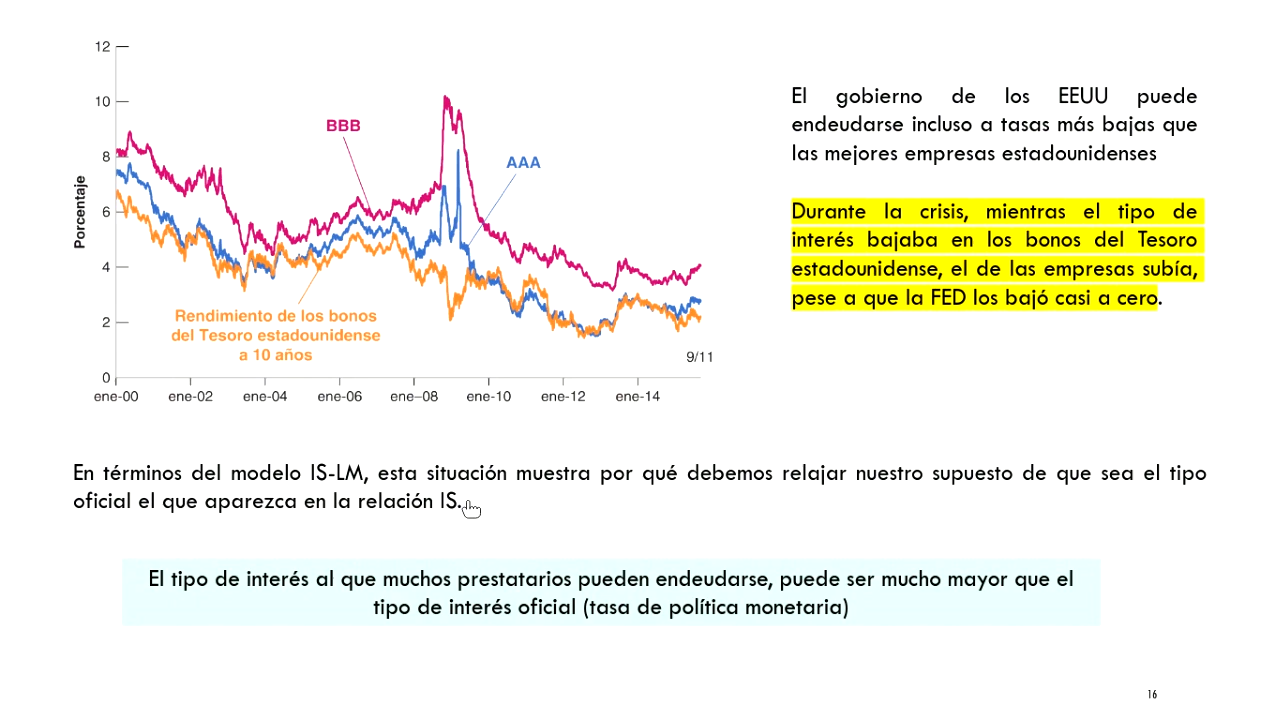 12
10
8
6
4
2
0
Porcentaje
BBB
AAA
Rendimiento de los bonos
del Tesoro estadounidense
a 10 años
9/11
ene-00 ene-02 ene-04 ene-06 ene–08 ene-10 ene-12 ene-14
El gobierno de los EEUU puede
endeudarse incluso a tasas más bajas que
las mejores empresas estadounidenses
Durante la crisis, mientras el tipo de
interés bajaba en los bonos del Tesoro
estadounidense, el de las empresas subía,
pese a que la FED los bajó casi a cero.
En términos del modelo IS-LM, esta situación muestra por qué debemos relajar nuestro supuesto de que sea el tipo
oficial el que aparezca en la relación IS.
El tipo de interés al que muchos prestatarios pueden endeudarse, puede ser mucho mayor que el
tipo de interés oficial (tasa de política monetaria)
16